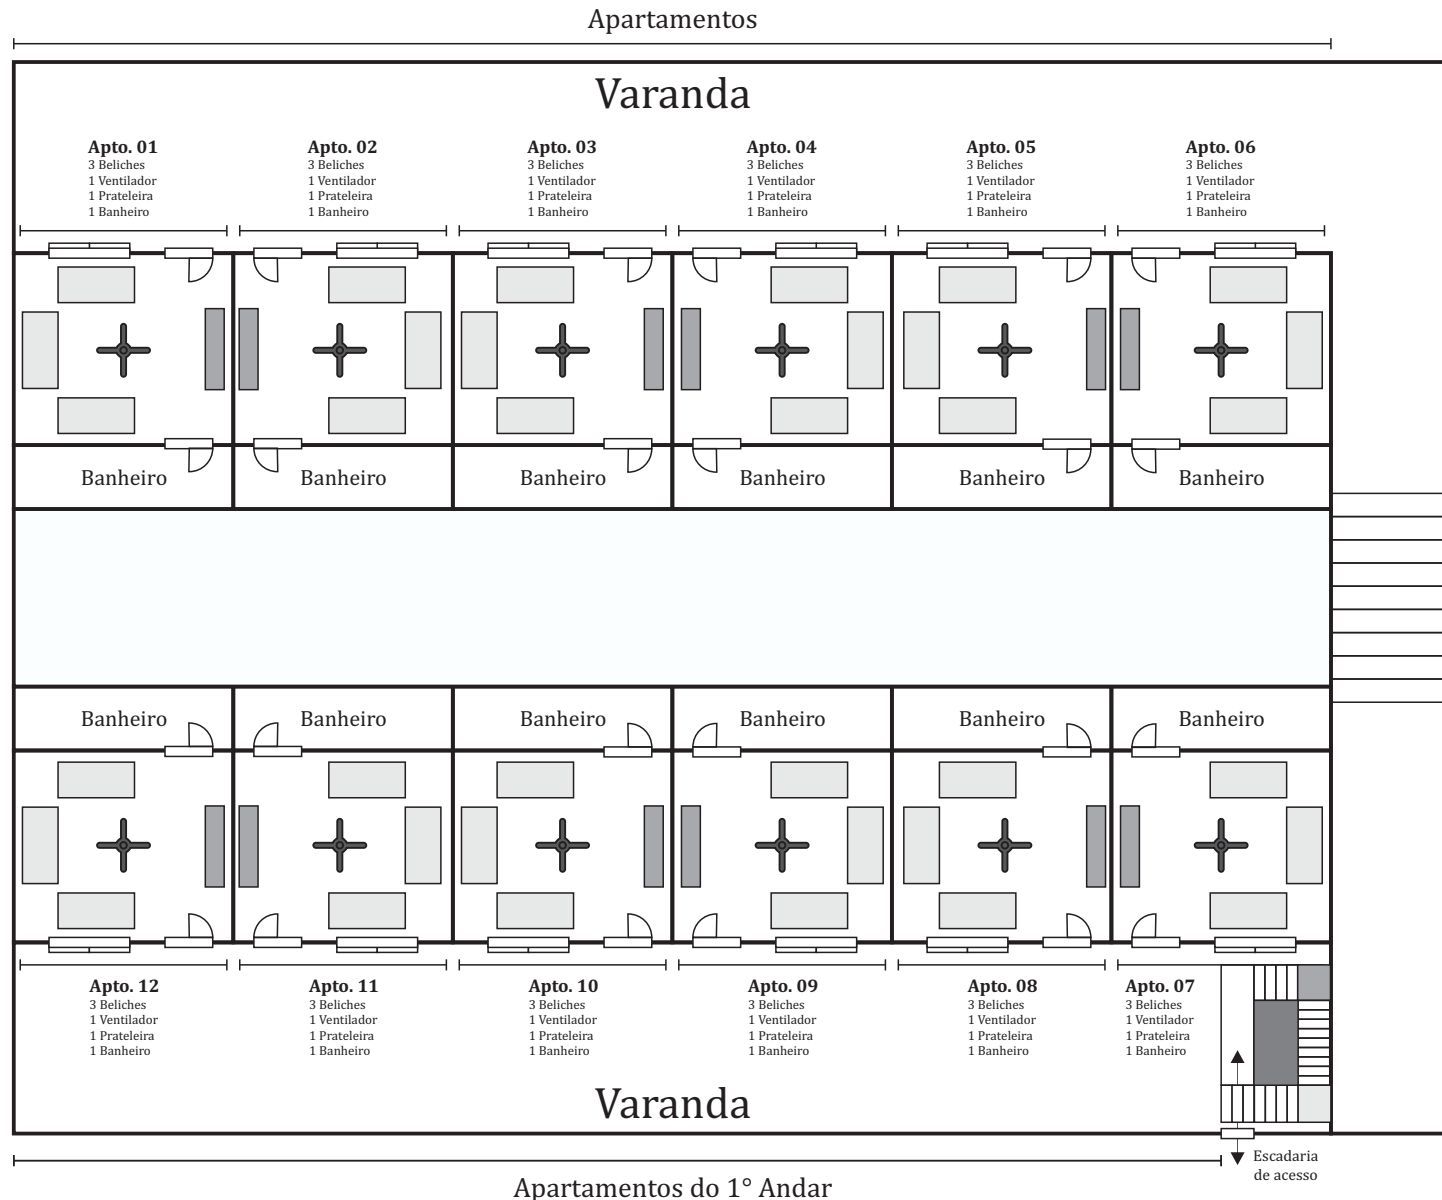 Apartamentos
Varanda
Apto. 01
3 Beliches
1 Ventilador
1 Prateleira
1 Banheiro
Apto. 02
3 Beliches
1 Ventilador
1 Prateleira
1 Banheiro
Apto. 03
3 Beliches
1 Ventilador
1 Prateleira
1 Banheiro
Apto. 04
3 Beliches
1 Ventilador
1 Prateleira
1 Banheiro
Apto. 05
3 Beliches
1 Ventilador
1 Prateleira
1 Banheiro
Apto. 06
3 Beliches
1 Ventilador
1 Prateleira
1 Banheiro
Banheiro
Banheiro
Banheiro
Banheiro
Banheiro
Banheiro
Banheiro
Banheiro
Banheiro
Banheiro
Banheiro
Banheiro
Apto. 12
3 Beliches
1 Ventilador
1 Prateleira
1 Banheiro
Apto. 11
3 Beliches
1 Ventilador
1 Prateleira
1 Banheiro
Apto. 10
3 Beliches
1 Ventilador
1 Prateleira
1 Banheiro
Apto. 09
3 Beliches
1 Ventilador
1 Prateleira
1 Banheiro
Apto. 08
3 Beliches
1 Ventilador
1 Prateleira
1 Banheiro
Apto. 07
3 Beliches
1 Ventilador
1 Prateleira
1 Banheiro
Varanda
Escadaria
de acesso
Apartamentos do 1° Andar